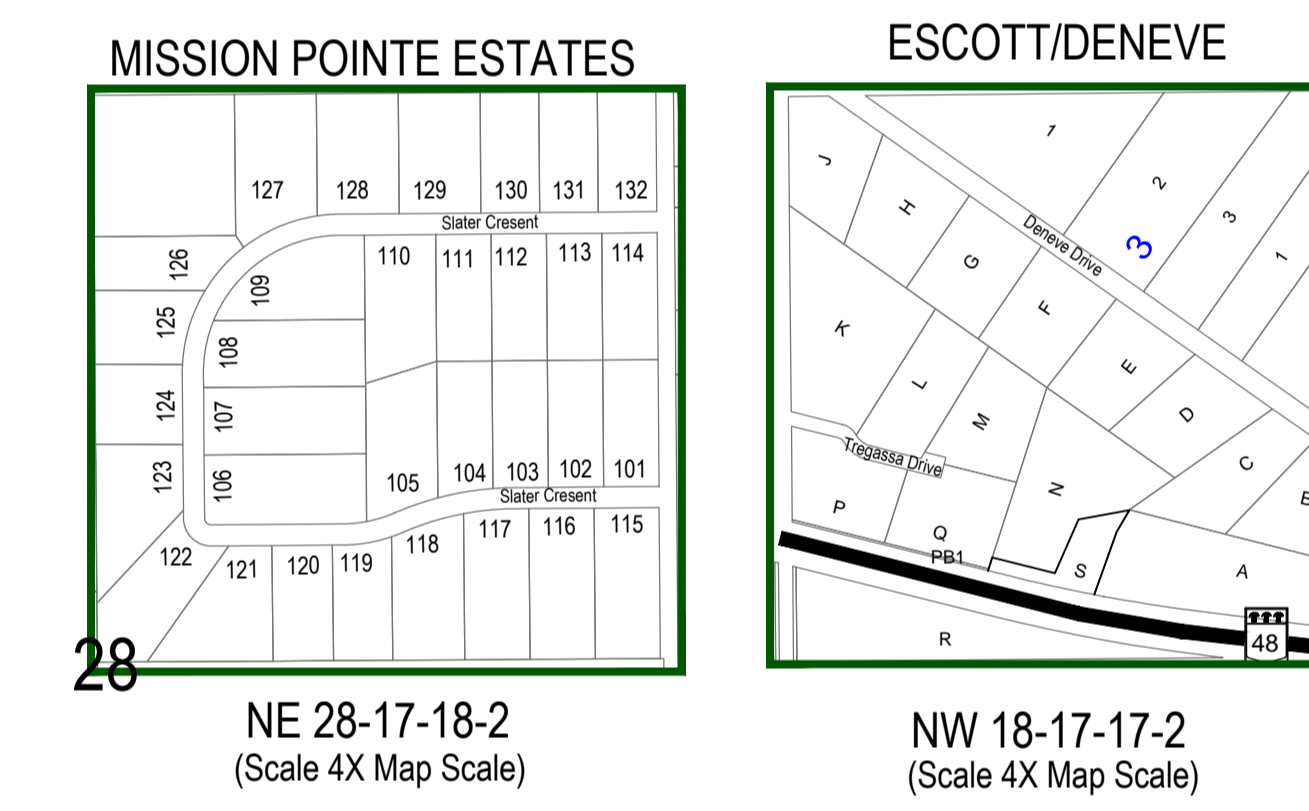 MISSION POINTE ESTATES
127 128 129 130 131 132
Slater Cresent
126 109 110 111 112 113 114
125
108
124 107
123 106 105 104 103 102 101
Slater Cresent
122 121 120 119 118 117 116 115
28
NE 28-17-18-2
(Scale 4X Map Scale)
ESCOTT/DENEVE
1
J 2
H 3
Deneve Drive 3
G 1
F
K
E
L
D
M
Tregassa Drive C
N B
P
Q
PB1 S A
R 48
NW 18-17-17-2
(Scale 4X Map Scale)